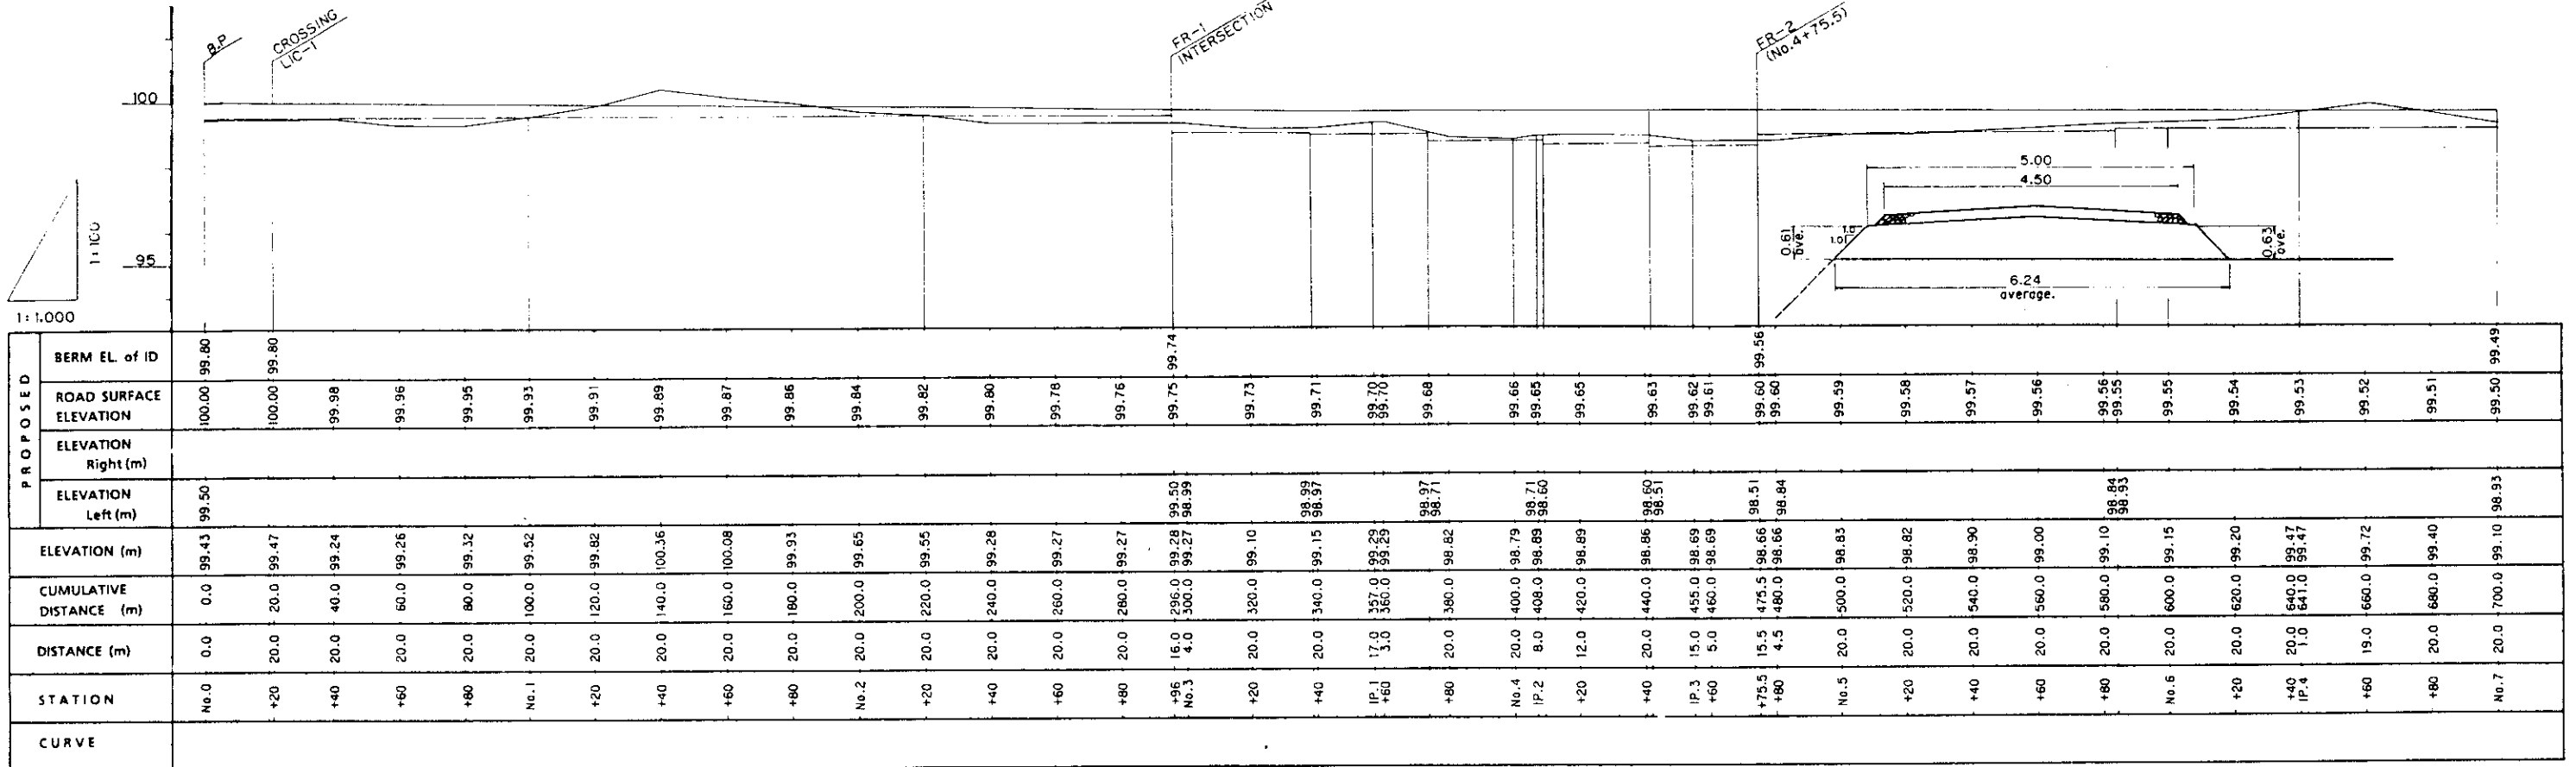 B.P
CROSSING
LIC-1
FR-1
INTERSECTION
FR-2
(No.4+75.5)
100
95
1:100
1:1,000
5.00
4.50
0.61
ave.
1.0
1.0
0.63
ave.
6.24
average.
PROPOSED
BERM EL. of ID
99.80 99.80 99.74 99.56 99.49
ROAD SURFACE
ELEVATION
100.00 100.00 99.98 99.96 99.95 99.93 99.91 99.89 99.87 99.86 99.84 99.82 99.80 99.78 99.76 99.75 99.73 99.71 99.70 99.70 99.68 99.66 99.65 99.65 99.63 99.62 99.61 99.60 99.60 99.59 99.58 99.57 99.56 99.56 99.55 99.55 99.54 99.53 99.52 99.51 99.50
ELEVATION
Right (m)
ELEVATION
Left (m)
99.50 99.50 98.99 98.99 98.97 98.97 98.71 98.71 98.60 98.60 98.51 98.51 98.84 98.84 98.93 98.93
ELEVATION (m)
99.43 99.47 99.24 99.26 99.32 99.52 99.82 100.36 100.08 99.93 99.65 99.55 99.28 99.27 99.27 99.28 99.27 99.10 99.15 99.29 99.29 98.82 98.79 98.89 98.89 98.86 98.69 98.69 98.66 98.66 98.83 98.82 98.90 99.00 99.10 99.15 99.20 99.47 99.47 99.72 99.40 99.10
CUMULATIVE
DISTANCE (m)
0.0 20.0 40.0 60.0 80.0 100.0 120.0 140.0 160.0 180.0 200.0 220.0 240.0 260.0 280.0 296.0 300.0 320.0 340.0 357.0 360.0 380.0 400.0 408.0 420.0 440.0 455.0 460.0 475.5 480.0 500.0 520.0 540.0 560.0 580.0 600.0 620.0 640.0 641.0 660.0 680.0 700.0
DISTANCE (m)
0.0 20.0 20.0 20.0 20.0 20.0 20.0 20.0 20.0 20.0 20.0 20.0 20.0 20.0 20.0 16.0 4.0 20.0 20.0 17.0 3.0 20.0 20.0 8.0 12.0 20.0 15.0 5.0 15.5 4.5 20.0 20.0 20.0 20.0 20.0 20.0 20.0 20.0 1.0 19.0 20.0 20.0
STATION
No.0 +20 +40 +60 +80 No.1 +20 +40 +60 +80 No.2 +20 +40 +60 +80 +96 No.3 +20 +40 IP.1 +60 +80 No.4 IP.2 +20 +40 IP.3 +60 +75.5 +80 No.5 +20 +40 +60 +80 No.6 +20 +40 IP.4 +60 +80 No.7
CURVE